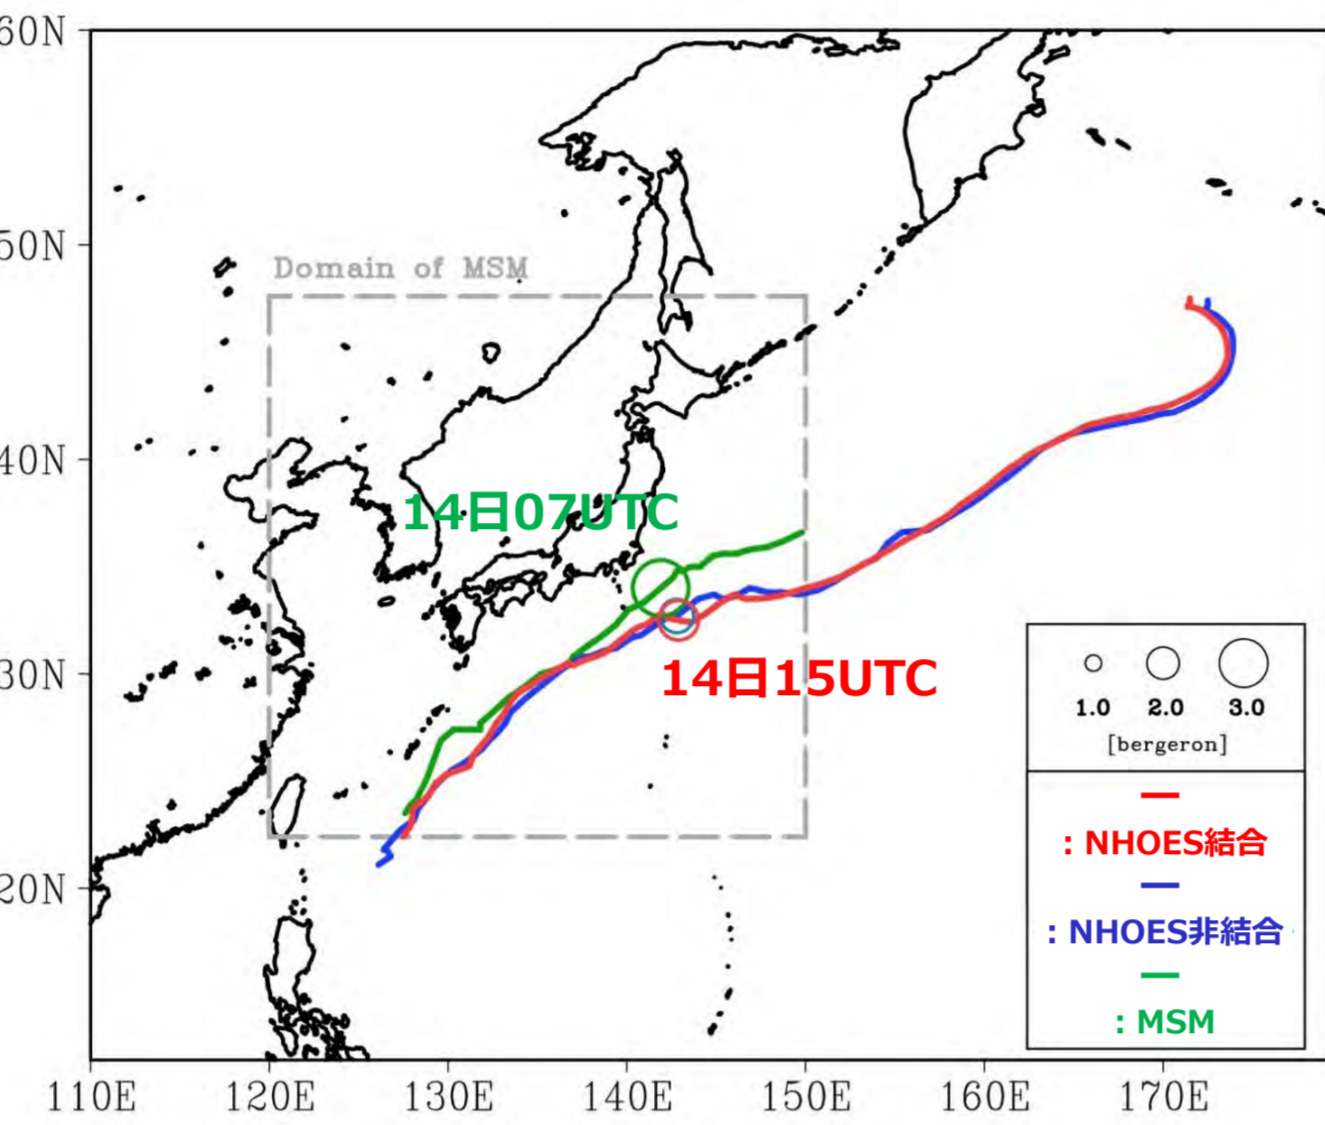 60N
50N
40N
30N
20N
110E
120E
130E
140E
150E
160E
170E
Domain of MSM
14日07UTC
14日15UTC
1.0 2.0 3.0
[bergeron]
: NHOES結合
: NHOES非結合
: MSM